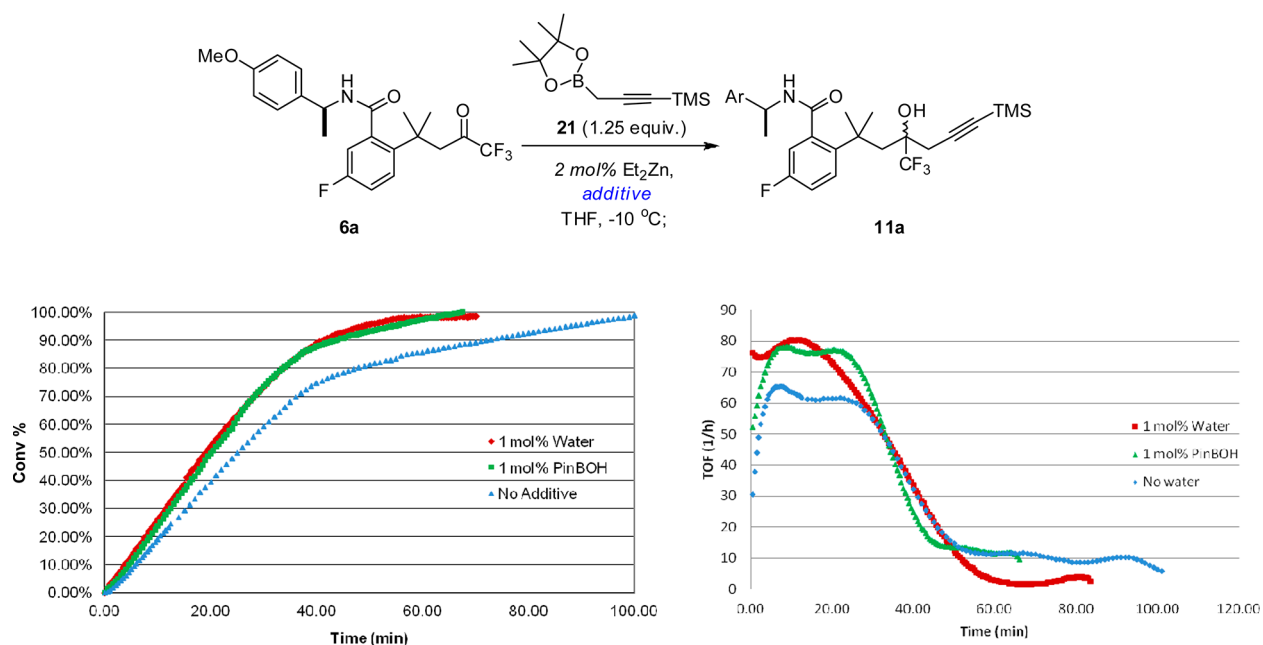 MeO
NH
O
O
CF3
F
6a
O
B
O
TMS
21 (1.25 equiv.)
2 mol% Et2Zn,
additive
THF, -10 °C;
Ar
NH
O
OH
TMS
CF3
F
11a
100.00%
90.00%
80.00%
70.00%
60.00%
50.00%
40.00%
30.00%
20.00%
10.00%
0.00%
Conv %
1 mol% Water
1 mol% PinBOH
No Additive
0.00 20.00 40.00 60.00 80.00 100.00
Time (min)
90
80
70
60
50
40
30
20
10
0
TOF (1/h)
1 mol% Water
1 mol% PinBOH
No water
0.00 20.00 40.00 60.00 80.00 100.00 120.00
Time (min)